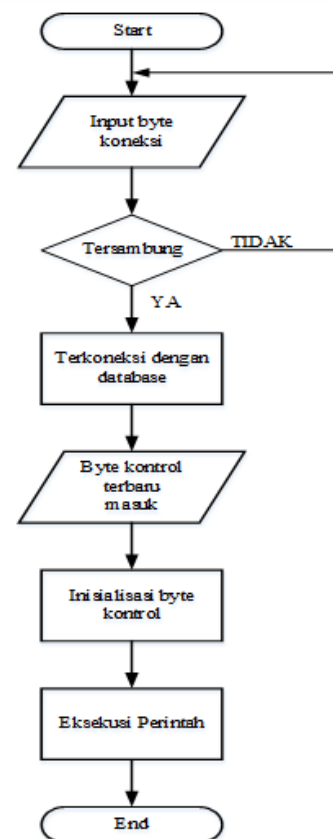 Start
Input byte
koneksi
Tersambung
TIDAK
YA
Terkoneksi dengan
database
Byte kontrol
terbaru
masuk
Inisialisasi byte
kontrol
Eksekusi Perintah
End